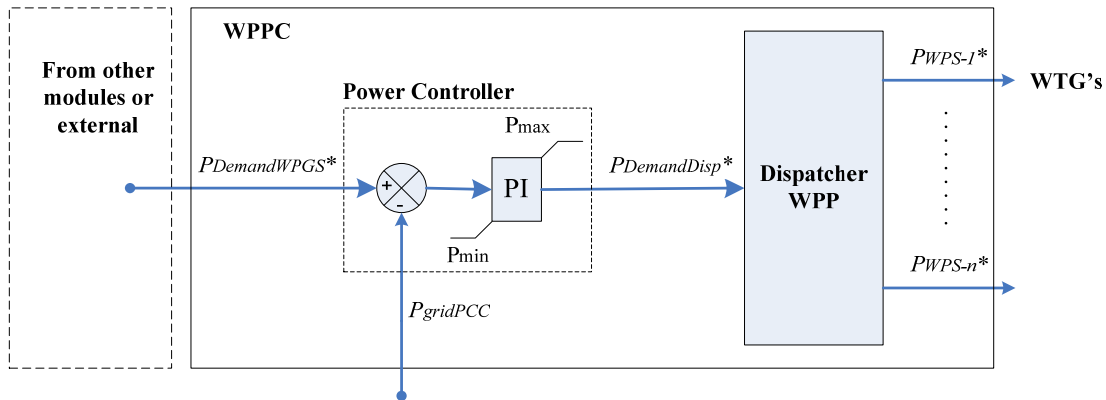 WPPC
From other
modules or
external
Power Controller
Pmax
PDemandWPGS*
+
-
PI
Pmin
PgridPCC
PDemandDisp*
Dispatcher
WPP
PWPS-1*
WTG's
PWPS-n*